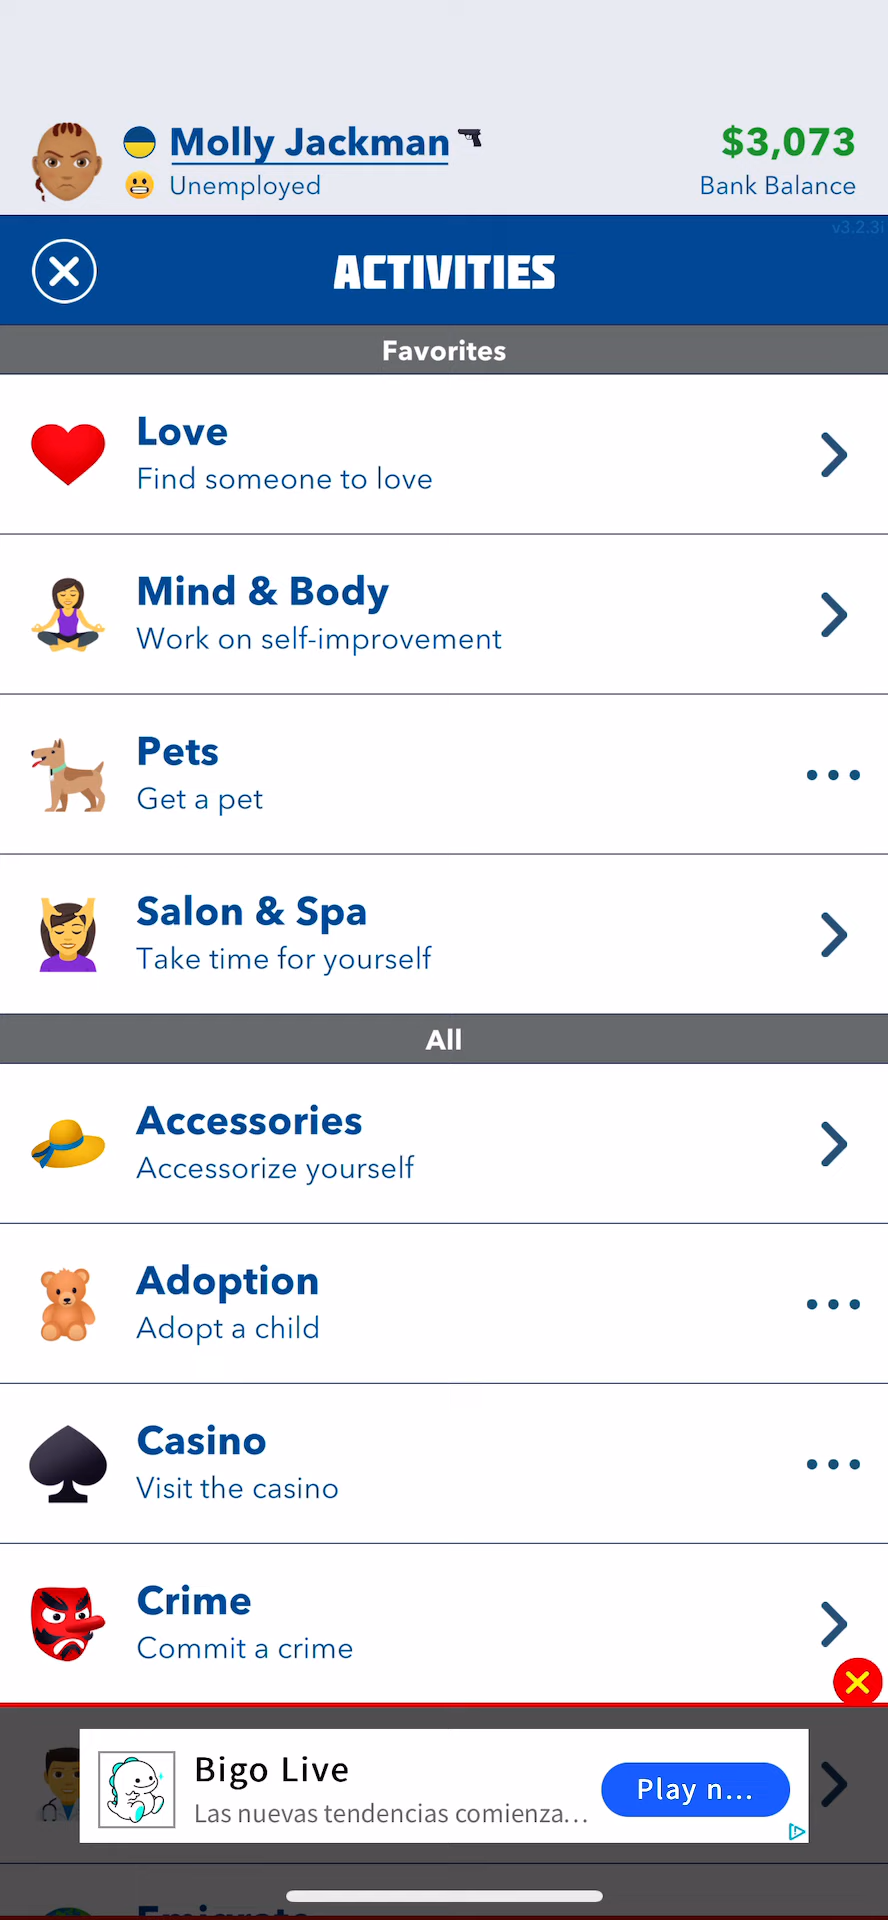 Molly Jackman
$3,073
Unemployed
Bank Balance
v3.2.3i
ACTIVITIES
Favorites
Love
Find someone to love
Mind & Body
Work on self-improvement
Pets
Get a pet
Salon & Spa
Take time for yourself
All
Accessories
Accessorize yourself
Adoption
Adopt a child
Casino
Visit the casino
Crime
Commit a crime
Bigo Live
Las nuevas tendencias comienza...
Play n...
Emigrate